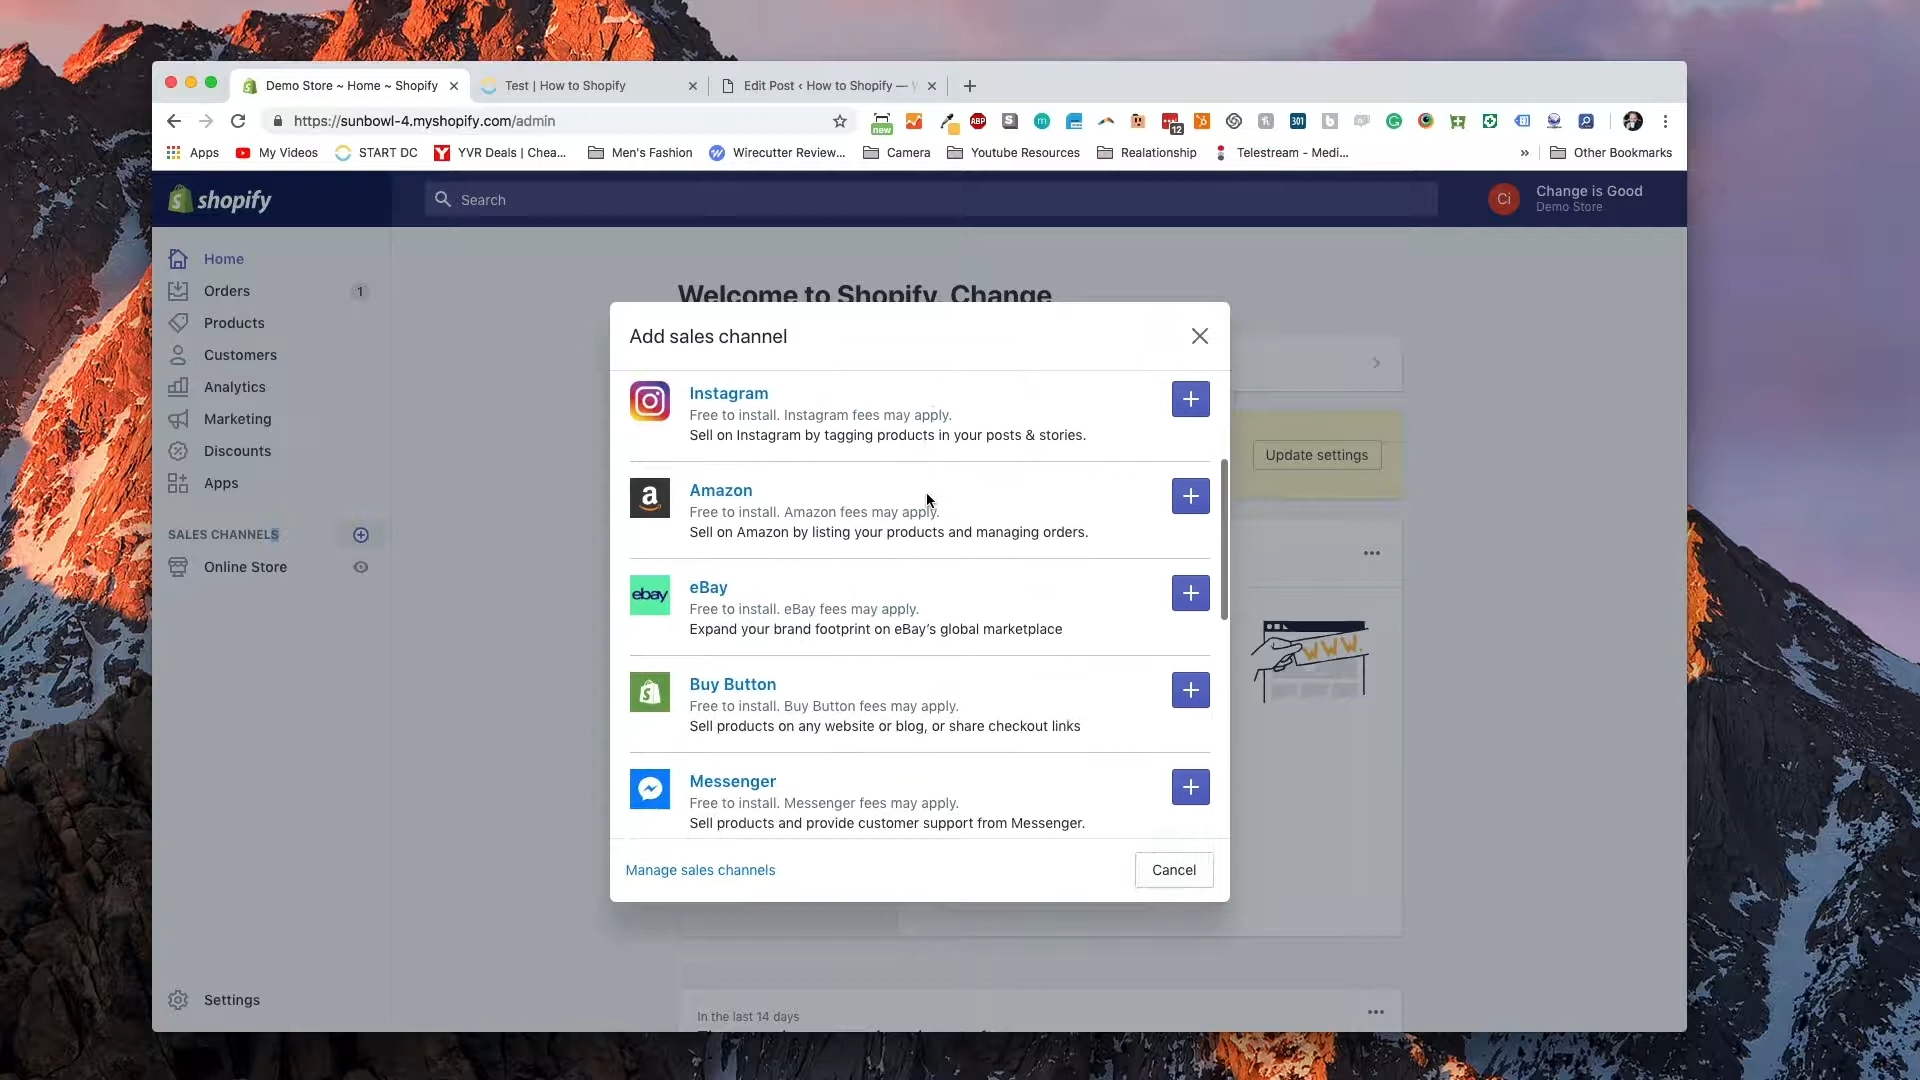 Demo Store ~ Home ~ Shopify
Test | How to Shopify
Edit Post ‹ How to Shopify —
https://sunbowl-4.myshopify.com/admin
new
ABP
12
301
Apps
My Videos
START DC
YVR Deals | Chea...
Men's Fashion
Wirecutter Review...
Camera
Youtube Resources
Realationship
Telestream - Medi...
»
Other Bookmarks
shopify
Search
Ci
Change is Good
Demo Store
Home
Orders
1
Products
Customers
Analytics
Marketing
Discounts
Apps
SALES CHANNELS
Online Store
Settings
Welcome to Shopify, Change
Add sales channel
Instagram
Free to install. Instagram fees may apply.
Sell on Instagram by tagging products in your posts & stories.
Amazon
Free to install. Amazon fees may apply.
Sell on Amazon by listing your products and managing orders.
ebay
eBay
Free to install. eBay fees may apply.
Expand your brand footprint on eBay’s global marketplace
Buy Button
Free to install. Buy Button fees may apply.
Sell products on any website or blog, or share checkout links
Messenger
Free to install. Messenger fees may apply.
Sell products and provide customer support from Messenger.
Manage sales channels
Cancel
Update settings
WWW.
In the last 14 days